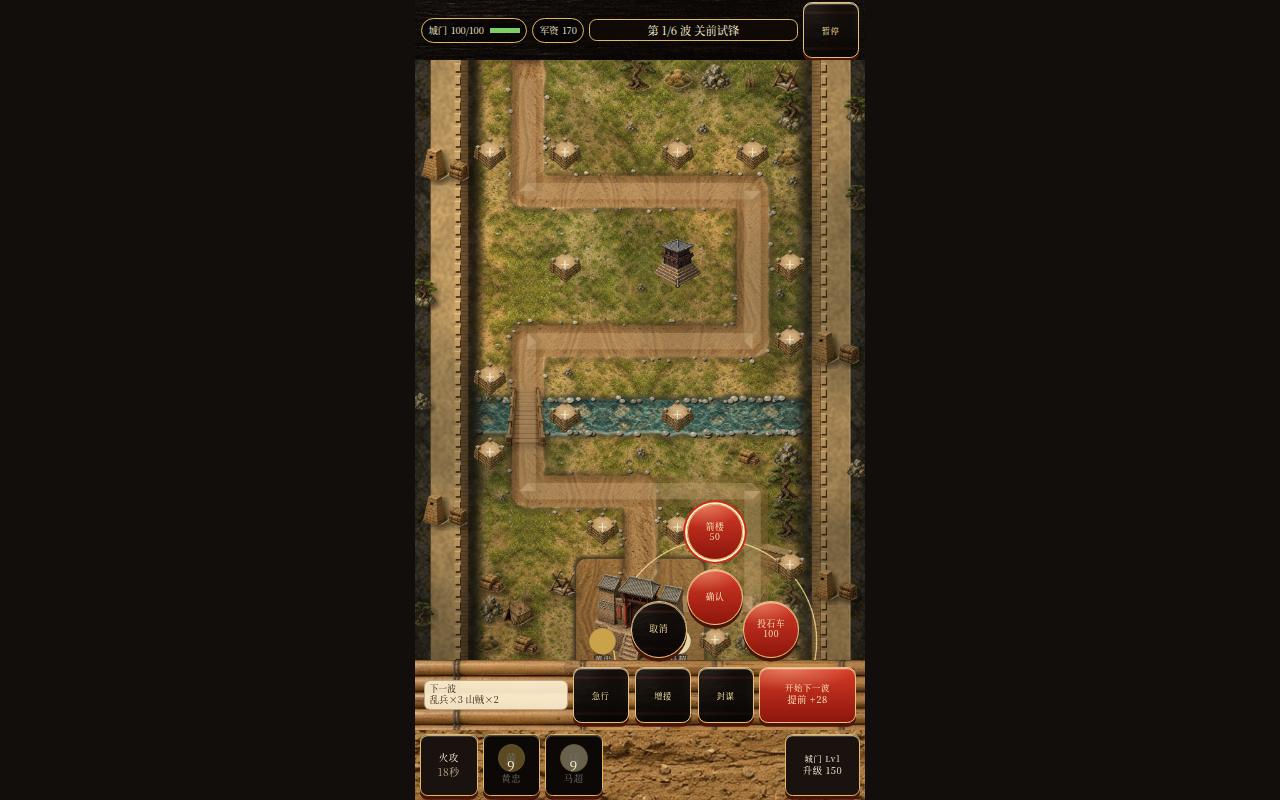 城门 100/100
军资 170
第 1/6 波 关前试锋
暂停
箭楼
50
确认
取消
投石车
100
下一波
乱兵×3 山贼×2
急行
增援
封谋
开始下一波
提前 +28
火攻
18秒
9
黄忠
9
马超
城门 Lv1
升级 150